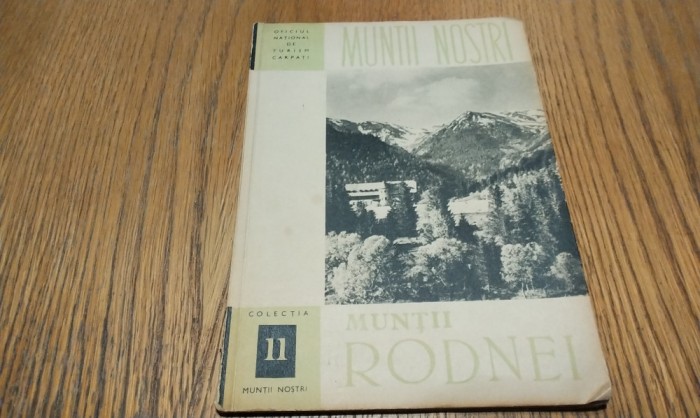 OFICIUL
NAȚIONAL
DE
TURISM
CARPAȚI
MUNȚII NOȘTRI
COLECȚIA
11
MUNȚII NOȘTRI
MUNȚII
RODNEI